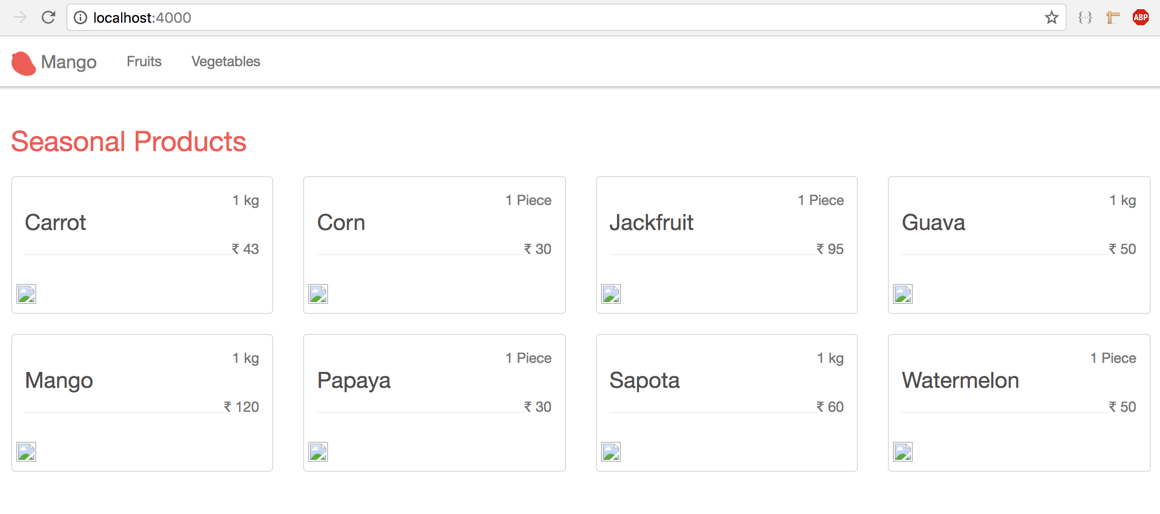 localhost:4000
{ }
ABP
Mango
Fruits
Vegetables
Seasonal Products
1 kg
Carrot
₹ 43
1 Piece
Corn
₹ 30
1 Piece
Jackfruit
₹ 95
1 kg
Guava
₹ 50
1 kg
Mango
₹ 120
1 Piece
Papaya
₹ 30
1 kg
Sapota
₹ 60
1 Piece
Watermelon
₹ 50